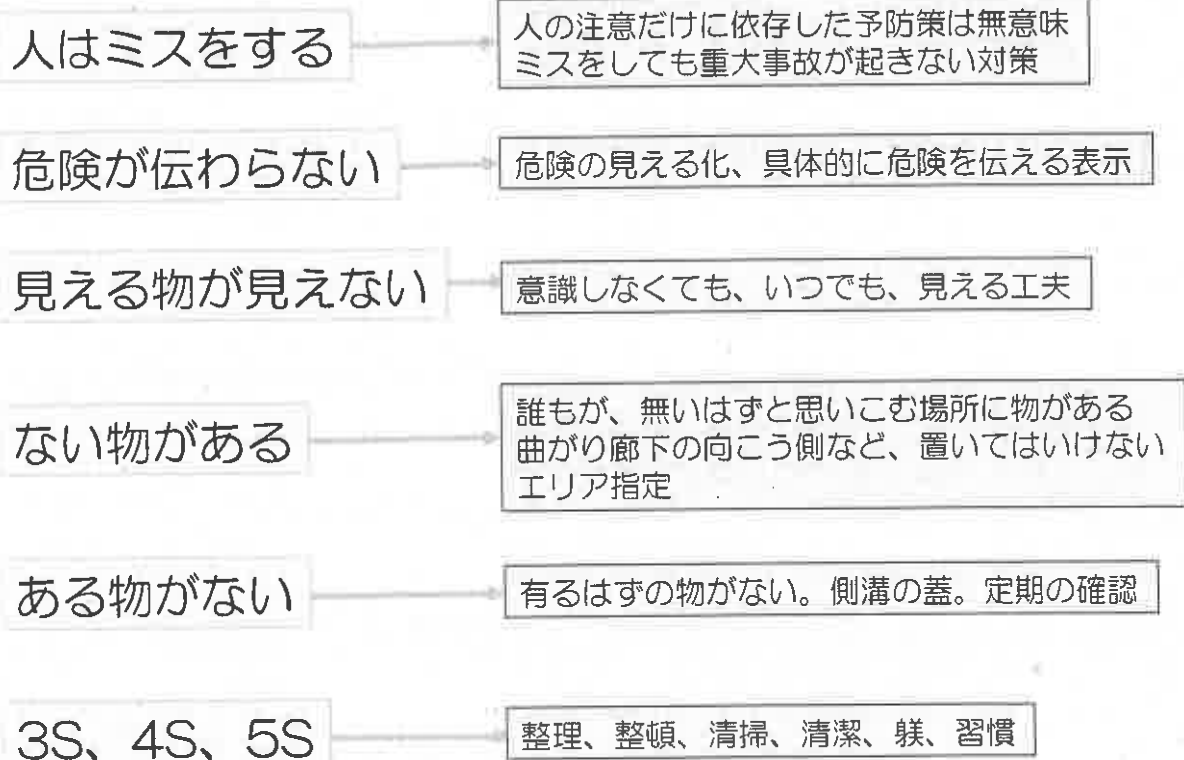 人はミスをする
人の注意だけに依存した予防策は無意味
ミスをしても重大事故が起きない対策
危険が伝わらない
危険の見える化、具体的に危険を伝える表示
見える物が見えない
意識しなくても、いつでも、見える工夫
ない物がある
誰もが、無いはずと思いこむ場所に物がある
曲がり廊下の向こう側など、置いてはいけない
エリア指定
ある物がない
有るはずの物がない。側溝の蓋。定期の確認
3S、4S、5S
整理、整頓、清掃、清潔、躾、習慣